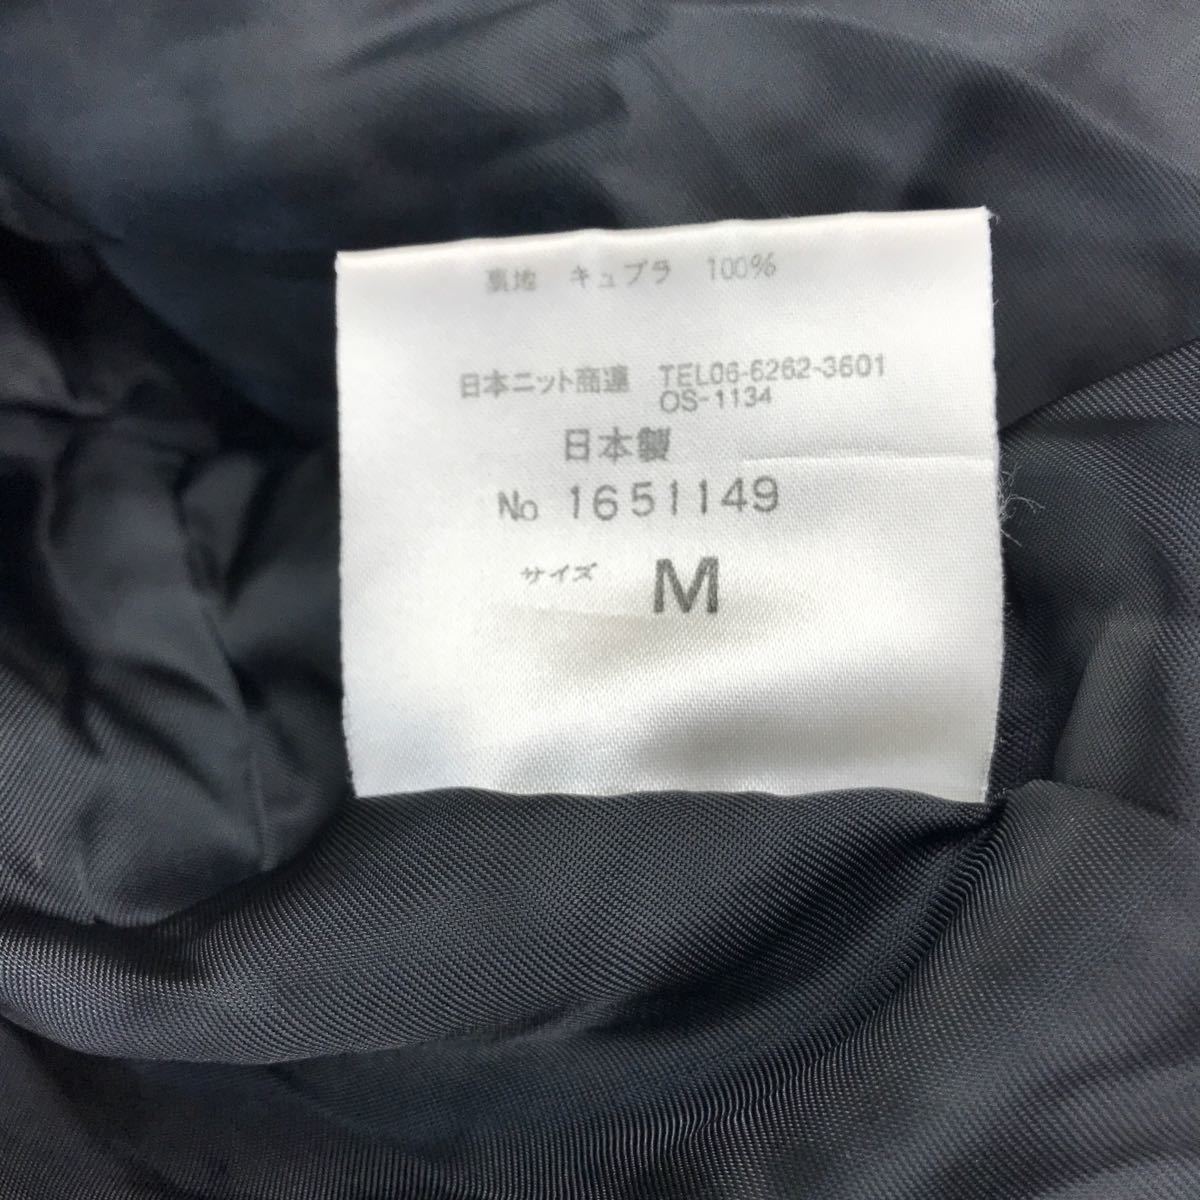 裏地 キュプラ 100%
日本ニット商達 TEL06-6262-3601
OS-1134
日本製
No 1651149
サイズ M